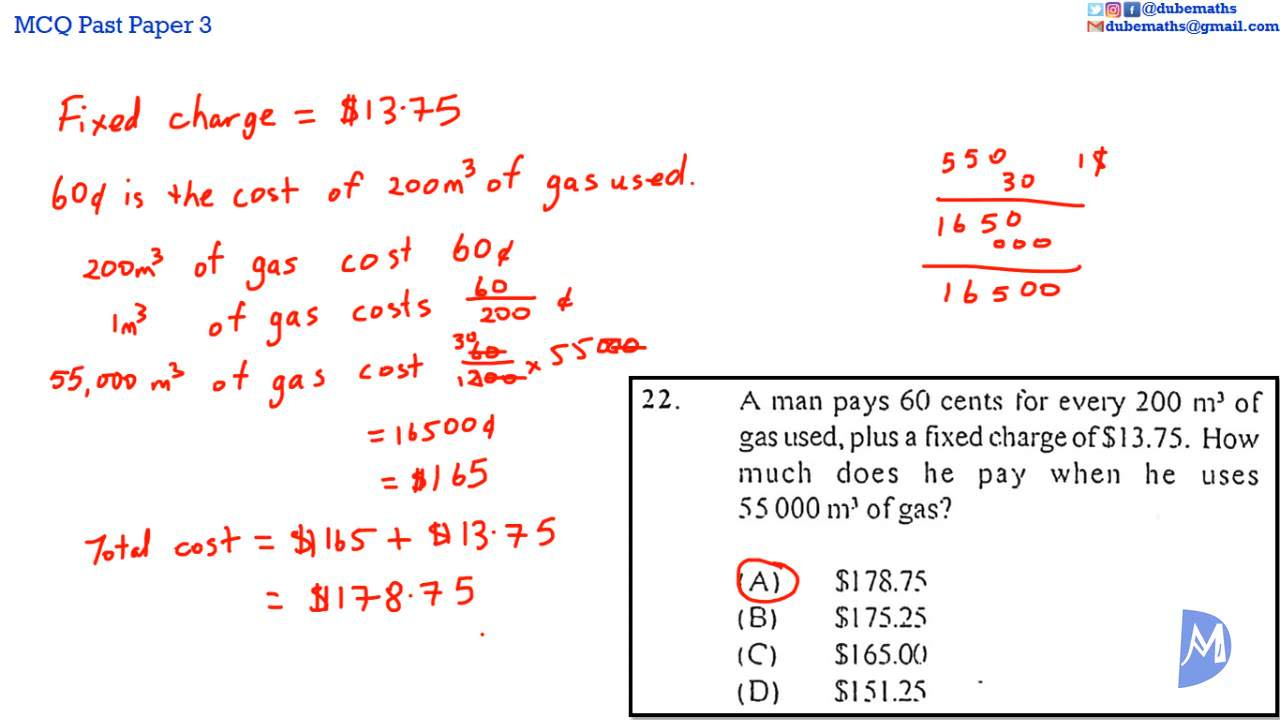 MCQ Past Paper 3
@dubemaths
dubemaths@gmail.com
Fixed charge = $13.75
60¢ is the cost of 200m³ of gas used.
200m³ of gas cost 60¢
1m³ of gas costs 60/200 ¢
55,000 m³ of gas cost 30 60/1200 × 55000
= 16500¢
= $165
Total cost = $165 + $13.75
= $178.75
550 1$
30
1650
000
16500
22. A man pays 60 cents for every 200 m³ of
gas used, plus a fixed charge of $13.75. How
much does he pay when he uses
55 000 m³ of gas?
(A) $178.75
(B) $175.25
(C) $165.00
(D) $151.25
M